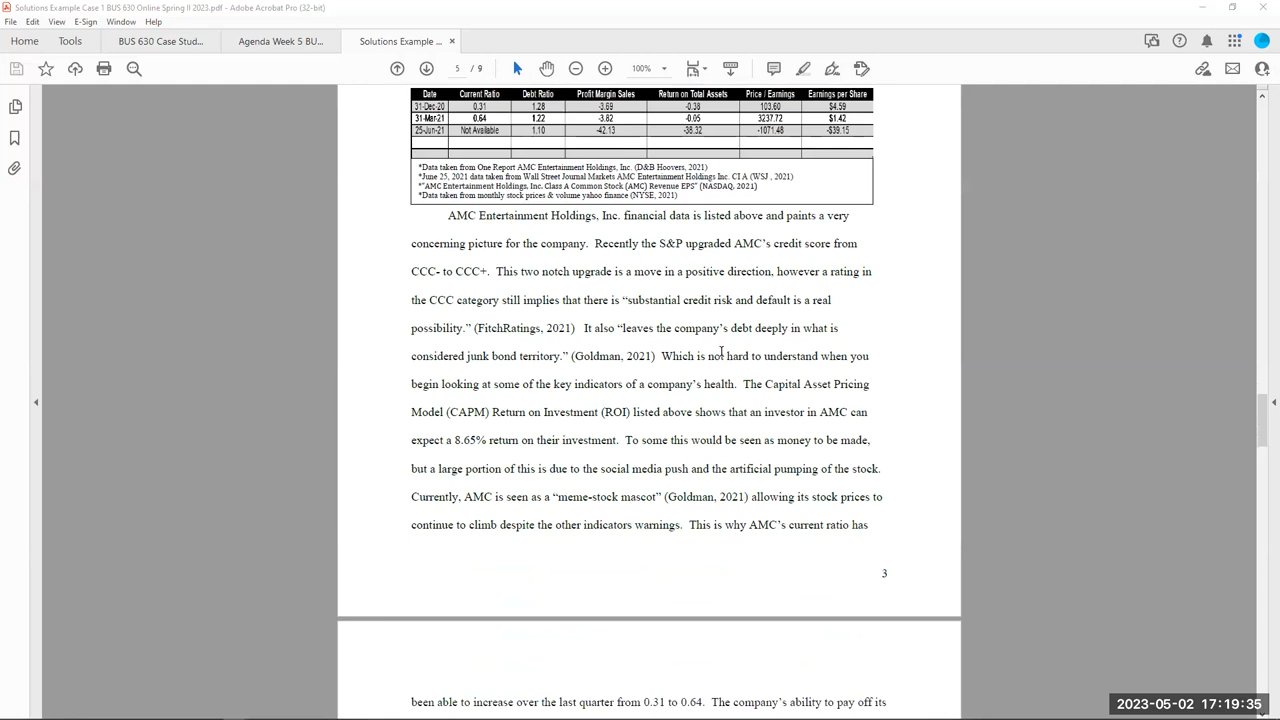 Solutions Example Case 1 BUS 630 Online Spring II 2023.pdf - Adobe Acrobat Pro (32-bit)
File Edit View E-Sign Window Help
Home Tools BUS 630 Case Stud... Agenda Week 5 BU... Solutions Example ... ×
5 / 9 100%
Date Current Ratio Debt Ratio Profit Margin Sales Return on Total Assets Price / Earnings Earnings per Share
31-Dec-20 0.31 1.28 -3.69 -0.38 103.60 $4.59
31-Mar-21 0.64 1.22 -3.82 -0.05 3237.72 $1.42
25-Jun-21 Not Available 1.10 -42.13 -38.32 -1071.48 -$39.15
*Data taken from One Report AMC Entertainment Holdings, Inc. (D&B Hoovers, 2021)
*June 25, 2021 data taken from Wall Street Journal Markets AMC Entertainment Holdings Inc. Cl A (WSJ , 2021)
*"AMC Entertainment Holdings, Inc. Class A Common Stock (AMC) Revenue EPS" (NASDAQ, 2021)
*Data taken from monthly stock prices & volume yahoo finance (NYSE, 2021)
AMC Entertainment Holdings, Inc. financial data is listed above and paints a very
concerning picture for the company. Recently the S&P upgraded AMC’s credit score from
CCC- to CCC+. This two notch upgrade is a move in a positive direction, however a rating in
the CCC category still implies that there is “substantial credit risk and default is a real
possibility.” (FitchRatings, 2021) It also “leaves the company’s debt deeply in what is
considered junk bond territory.” (Goldman, 2021) Which is not hard to understand when you
begin looking at some of the key indicators of a company’s health. The Capital Asset Pricing
Model (CAPM) Return on Investment (ROI) listed above shows that an investor in AMC can
expect a 8.65% return on their investment. To some this would be seen as money to be made,
but a large portion of this is due to the social media push and the artificial pumping of the stock.
Currently, AMC is seen as a “meme-stock mascot” (Goldman, 2021) allowing its stock prices to
continue to climb despite the other indicators warnings. This is why AMC’s current ratio has
3
been able to increase over the last quarter from 0.31 to 0.64. The company’s ability to pay off its
2023-05-02 17:19:35